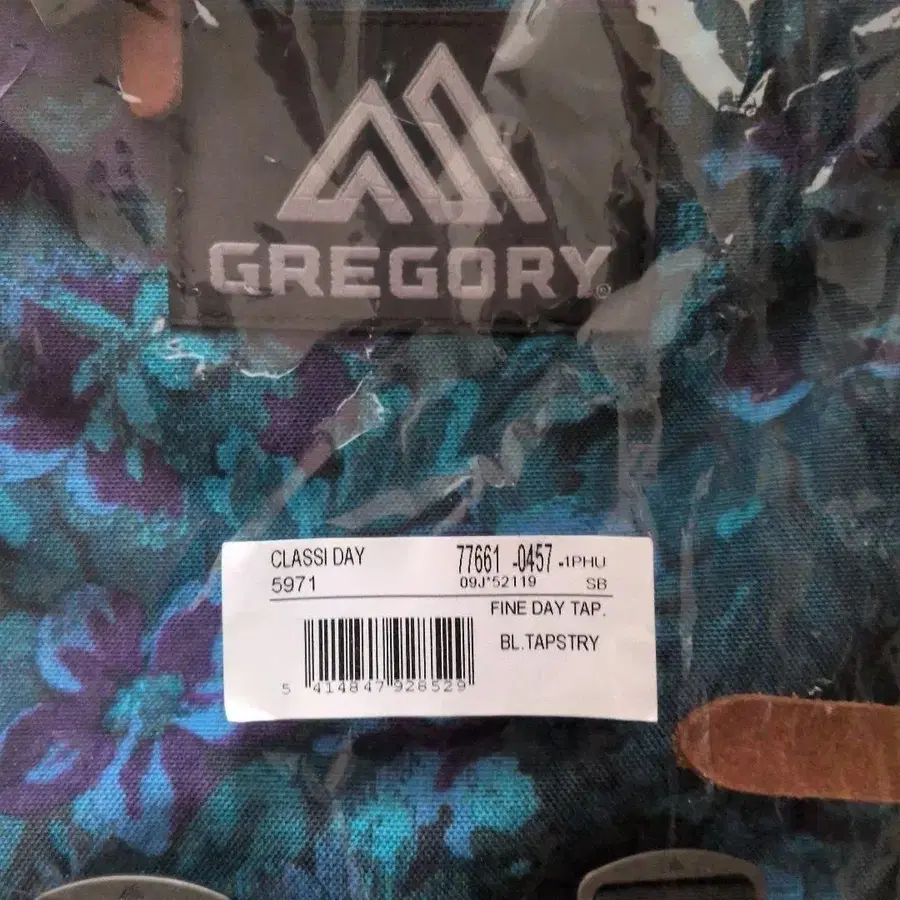 GREGORY®
CLASSI DAY 77661 -0457 -1PHU
5971 09J*52119 SB
FINE DAY TAP.
BL.TAPSTRY
5 414847 928529